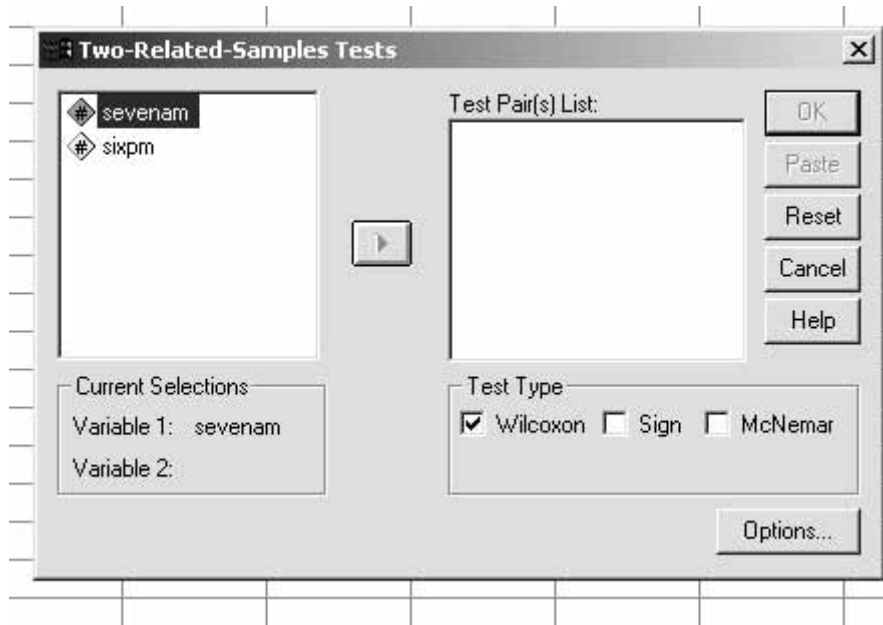 Two-Related-Samples Tests
# sevenam
# sixpm
Test Pair(s) List:
OK
Paste
Reset
Cancel
Help
Current Selections
Variable 1: sevenam
Variable 2:
Test Type
Wilcoxon Sign McNemar
Options...